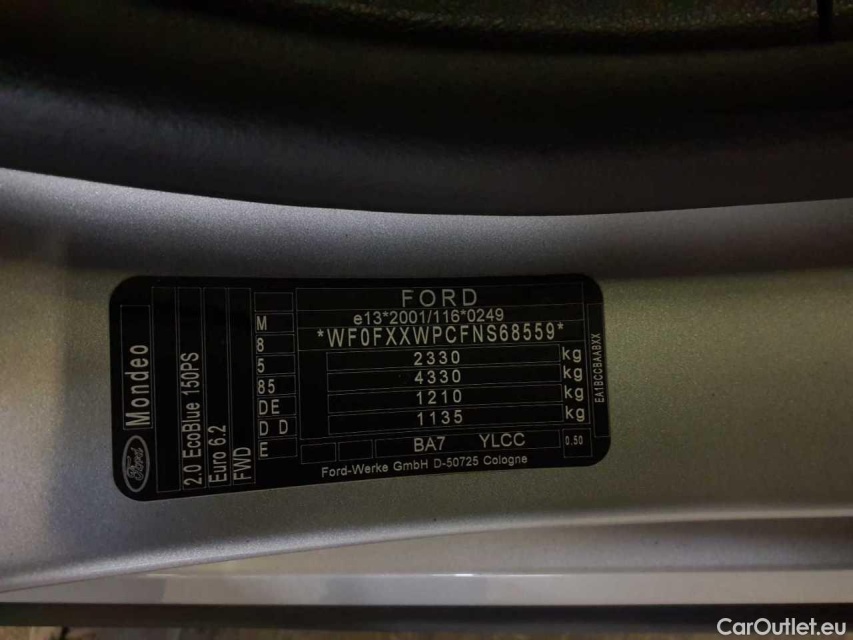 FORD
e13*2001/116*0249
*WF0FXXWPCFNS68559*
2330 kg
4330 kg
1210 kg
1135 kg
BA7 YLCC 0.50
Ford-Werke GmbH D-50725 Cologne
M
8
5
85
DE
D D
E
Ford Mondeo
2.0 EcoBlue 150PS
Euro 6.2
FWD
EA1BCCBAABXX
CarOutlet.eu